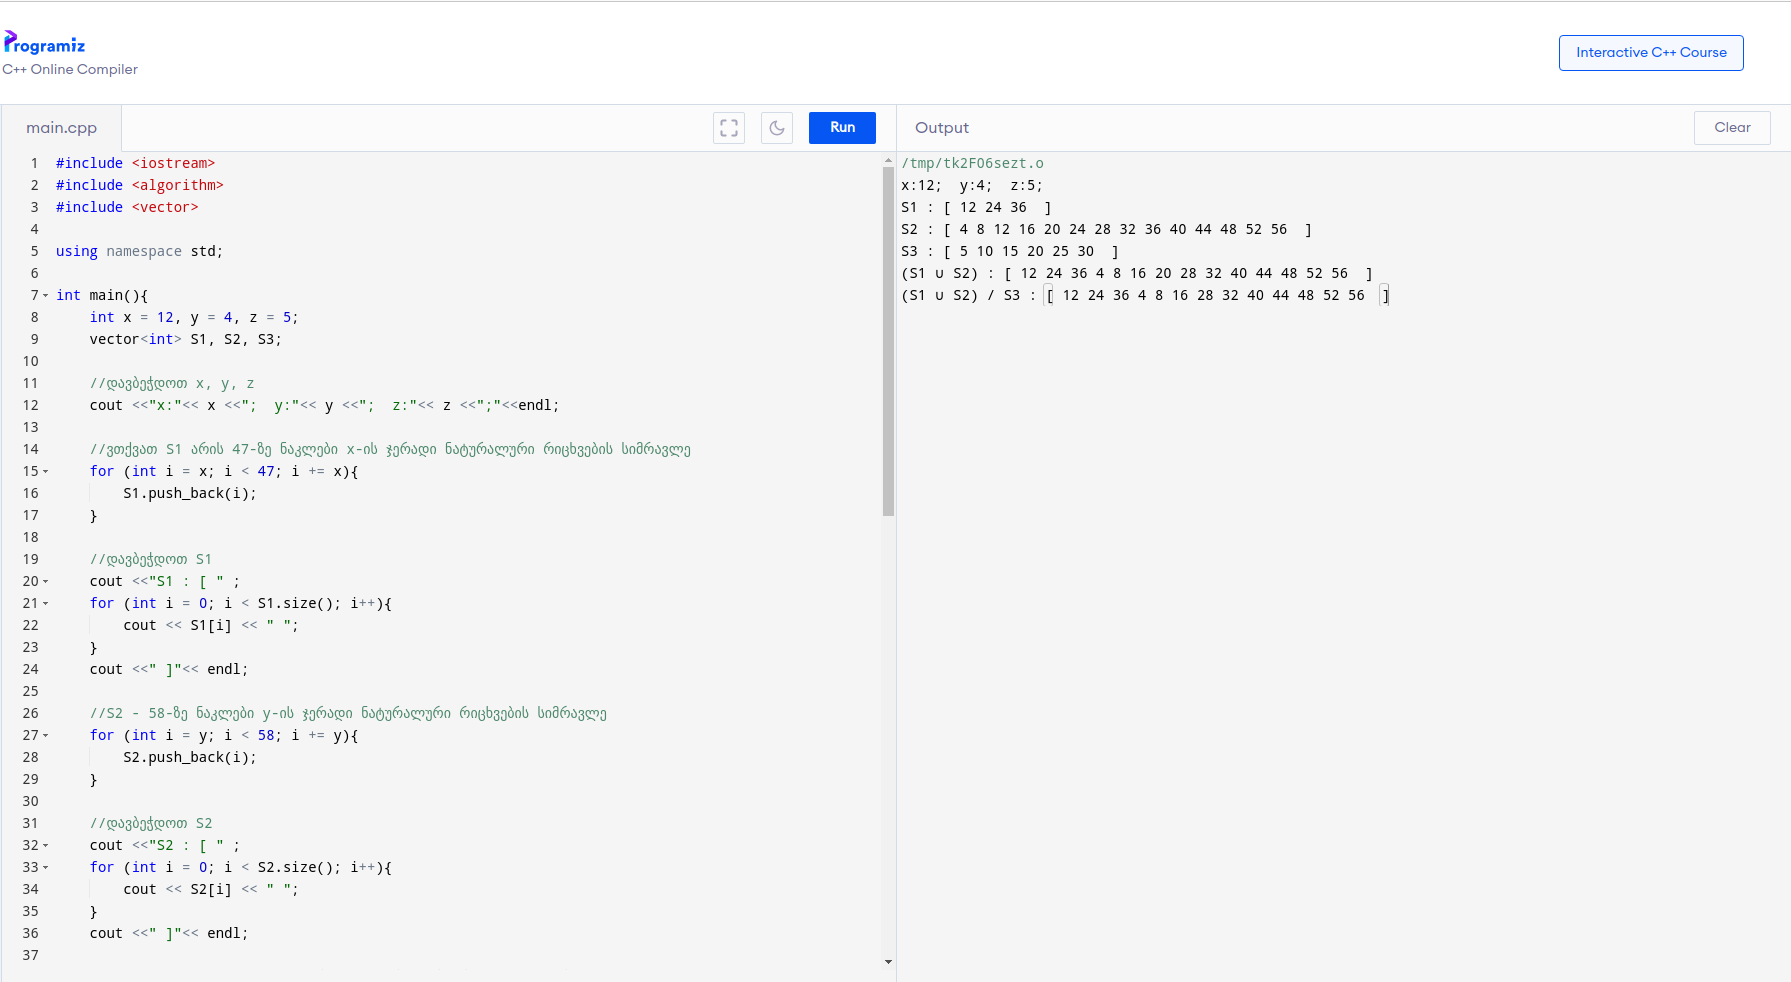 Programiz
C++ Online Compiler
Interactive C++ Course
main.cpp
Run
1 #include <iostream>
2 #include <algorithm>
3 #include <vector>
4
5 using namespace std;
6
7 int main(){
8     int x = 12, y = 4, z = 5;
9     vector<int> S1, S2, S3;
10
11     //დავბეჭდოთ x, y, z
12     cout <<"x:"<< x <<";  y:"<< y <<";  z:"<< z <<";"<<endl;
13
14     //ვთქვათ S1 არის 47-ზე ნაკლები x-ის ჯერადი ნატურალური რიცხვების სიმრავლე
15     for (int i = x; i < 47; i += x){
16         S1.push_back(i);
17     }
18
19     //დავბეჭდოთ S1
20     cout <<"S1 : [ " ;
21     for (int i = 0; i < S1.size(); i++){
22         cout << S1[i] << " ";
23     }
24     cout <<" ]"<< endl;
25
26     //S2 - 58-ზე ნაკლები y-ის ჯერადი ნატურალური რიცხვების სიმრავლე
27     for (int i = y; i < 58; i += y){
28         S2.push_back(i);
29     }
30
31     //დავბეჭდოთ S2
32     cout <<"S2 : [ " ;
33     for (int i = 0; i < S2.size(); i++){
34         cout << S2[i] << " ";
35     }
36     cout <<" ]"<< endl;
37
Output
Clear
/tmp/tk2FO6sezt.o
x:12;  y:4;  z:5;
S1 : [ 12 24 36  ]
S2 : [ 4 8 12 16 20 24 28 32 36 40 44 48 52 56  ]
S3 : [ 5 10 15 20 25 30  ]
(S1 ∪ S2) : [ 12 24 36 4 8 16 20 28 32 40 44 48 52 56  ]
(S1 ∪ S2) / S3 : [ 12 24 36 4 8 16 28 32 40 44 48 52 56  ]